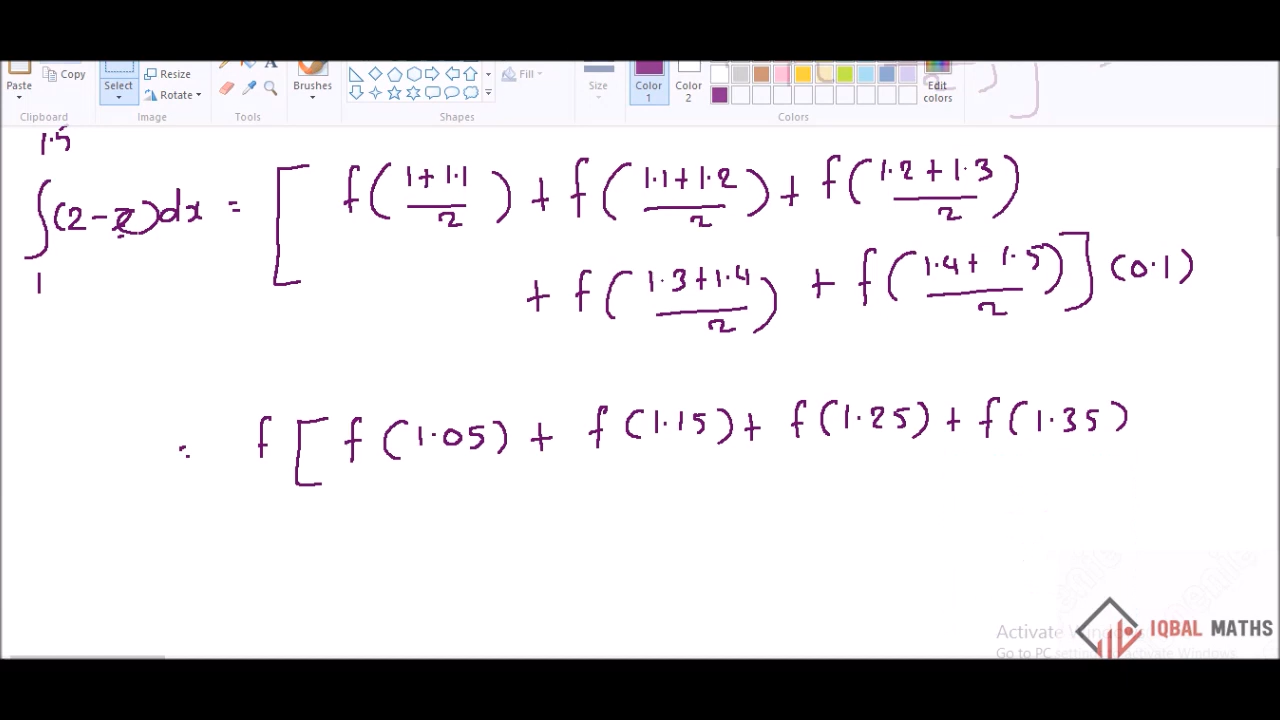 Paste Copy Select Resize Rotate A Brushes Fill Size Color 1 Color 2 Edit colors
Clipboard Image Tools Shapes Colors
1.5
∫(2-x)dx = [ f(1+1.1/2) + f(1.1+1.2/2) + f(1.2+1.3/2)
1
+ f(1.3+1.4/2) + f(1.4+1.5/2) ] (0.1)
= f [ f(1.05) + f(1.15) + f(1.25) + f(1.35)
Activate Windows
Go to PC settings to activate Windows
IQBAL MATHS